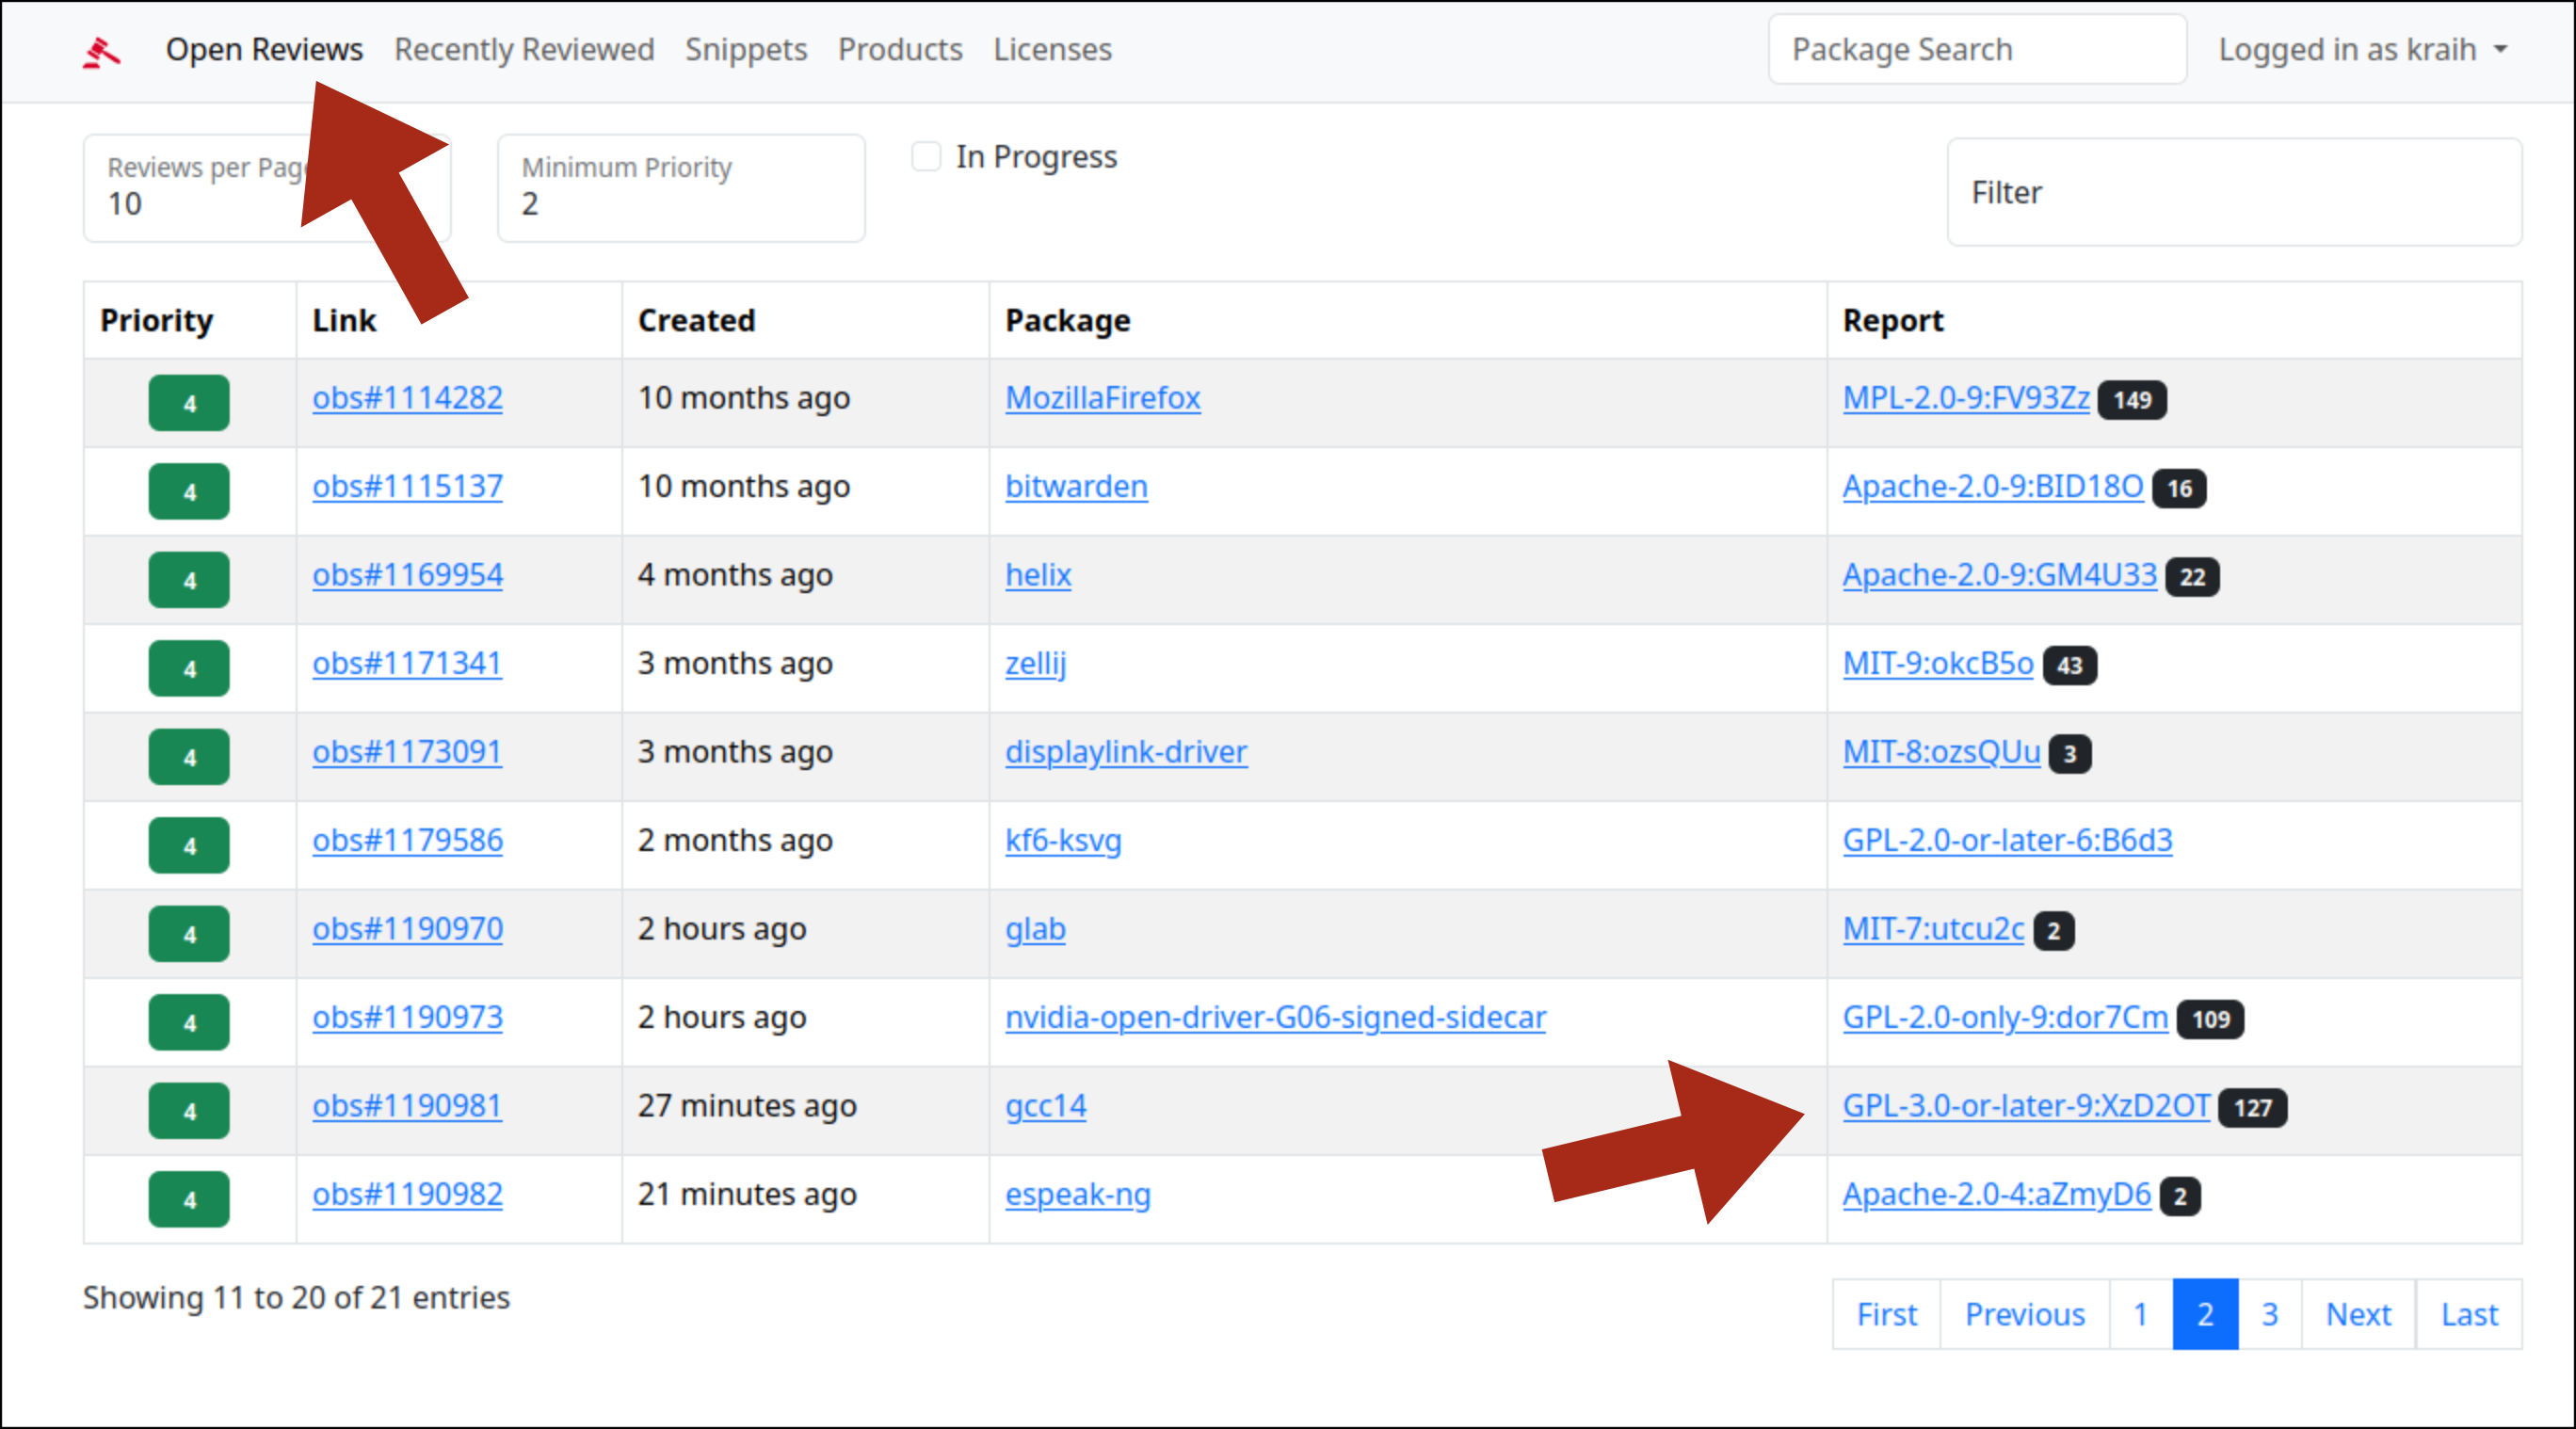 Open Reviews Recently Reviewed Snippets Products Licenses Package Search Logged in as kraih
Reviews per Page Minimum Priority In Progress Filter
10 2
Priority Link Created Package Report
4 obs#1114282 10 months ago MozillaFirefox MPL-2.0-9:FV93Zz 149
4 obs#1115137 10 months ago bitwarden Apache-2.0-9:BID18O 16
4 obs#1169954 4 months ago helix Apache-2.0-9:GM4U33 22
4 obs#1171341 3 months ago zellij MIT-9:okcB5o 43
4 obs#1173091 3 months ago displaylink-driver MIT-8:ozsQUu 3
4 obs#1179586 2 months ago kf6-ksvg GPL-2.0-or-later-6:B6d3
4 obs#1190970 2 hours ago glab MIT-7:utcu2c 2
4 obs#1190973 2 hours ago nvidia-open-driver-G06-signed-sidecar GPL-2.0-only-9:dor7Cm 109
4 obs#1190981 27 minutes ago gcc14 GPL-3.0-or-later-9:XzD2OT 127
4 obs#1190982 21 minutes ago espeak-ng Apache-2.0-4:aZmyD6 2
Showing 11 to 20 of 21 entries First Previous 1 2 3 Next Last